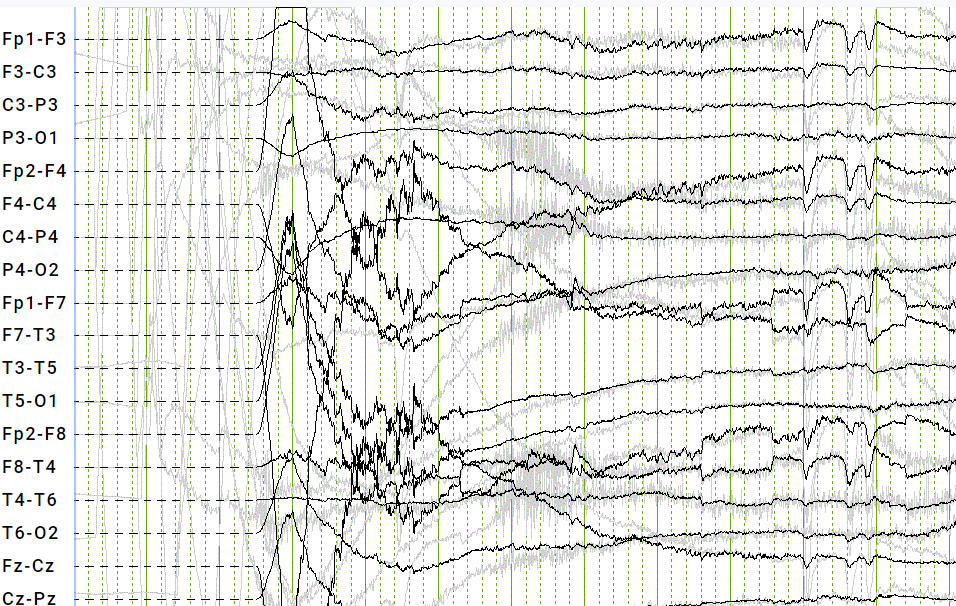 Fp1-F3
F3-C3
C3-P3
P3-O1
Fp2-F4
F4-C4
C4-P4
P4-O2
Fp1-F7
F7-T3
T3-T5
T5-O1
Fp2-F8
F8-T4
T4-T6
T6-O2
Fz-Cz
Cz-Pz